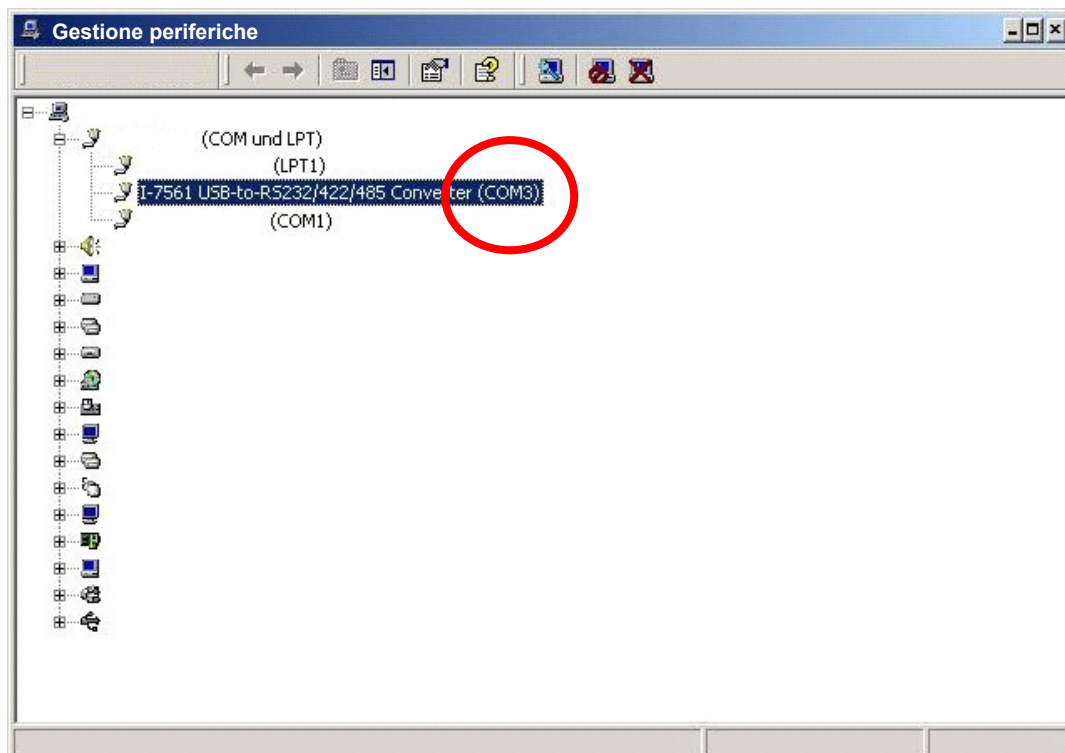 Gestione periferiche
(COM und LPT)
(LPT1)
I-7561 USB-to-RS232/422/485 Converter (COM3)
(COM1)